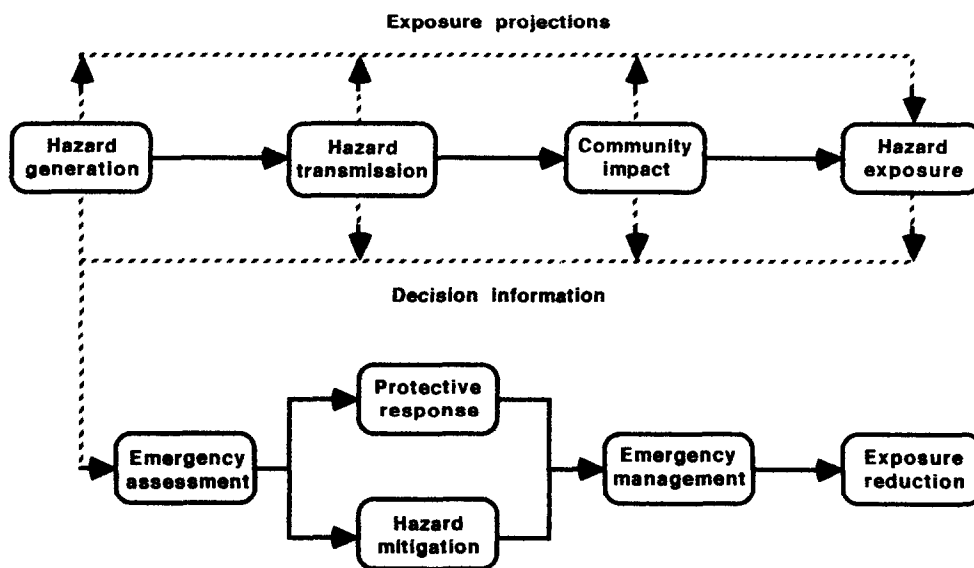 Exposure projections
Hazard
generation
Hazard
transmission
Community
impact
Hazard
exposure
Decision information
Protective
response
Emergency
assessment
Emergency
management
Exposure
reduction
Hazard
mitigation